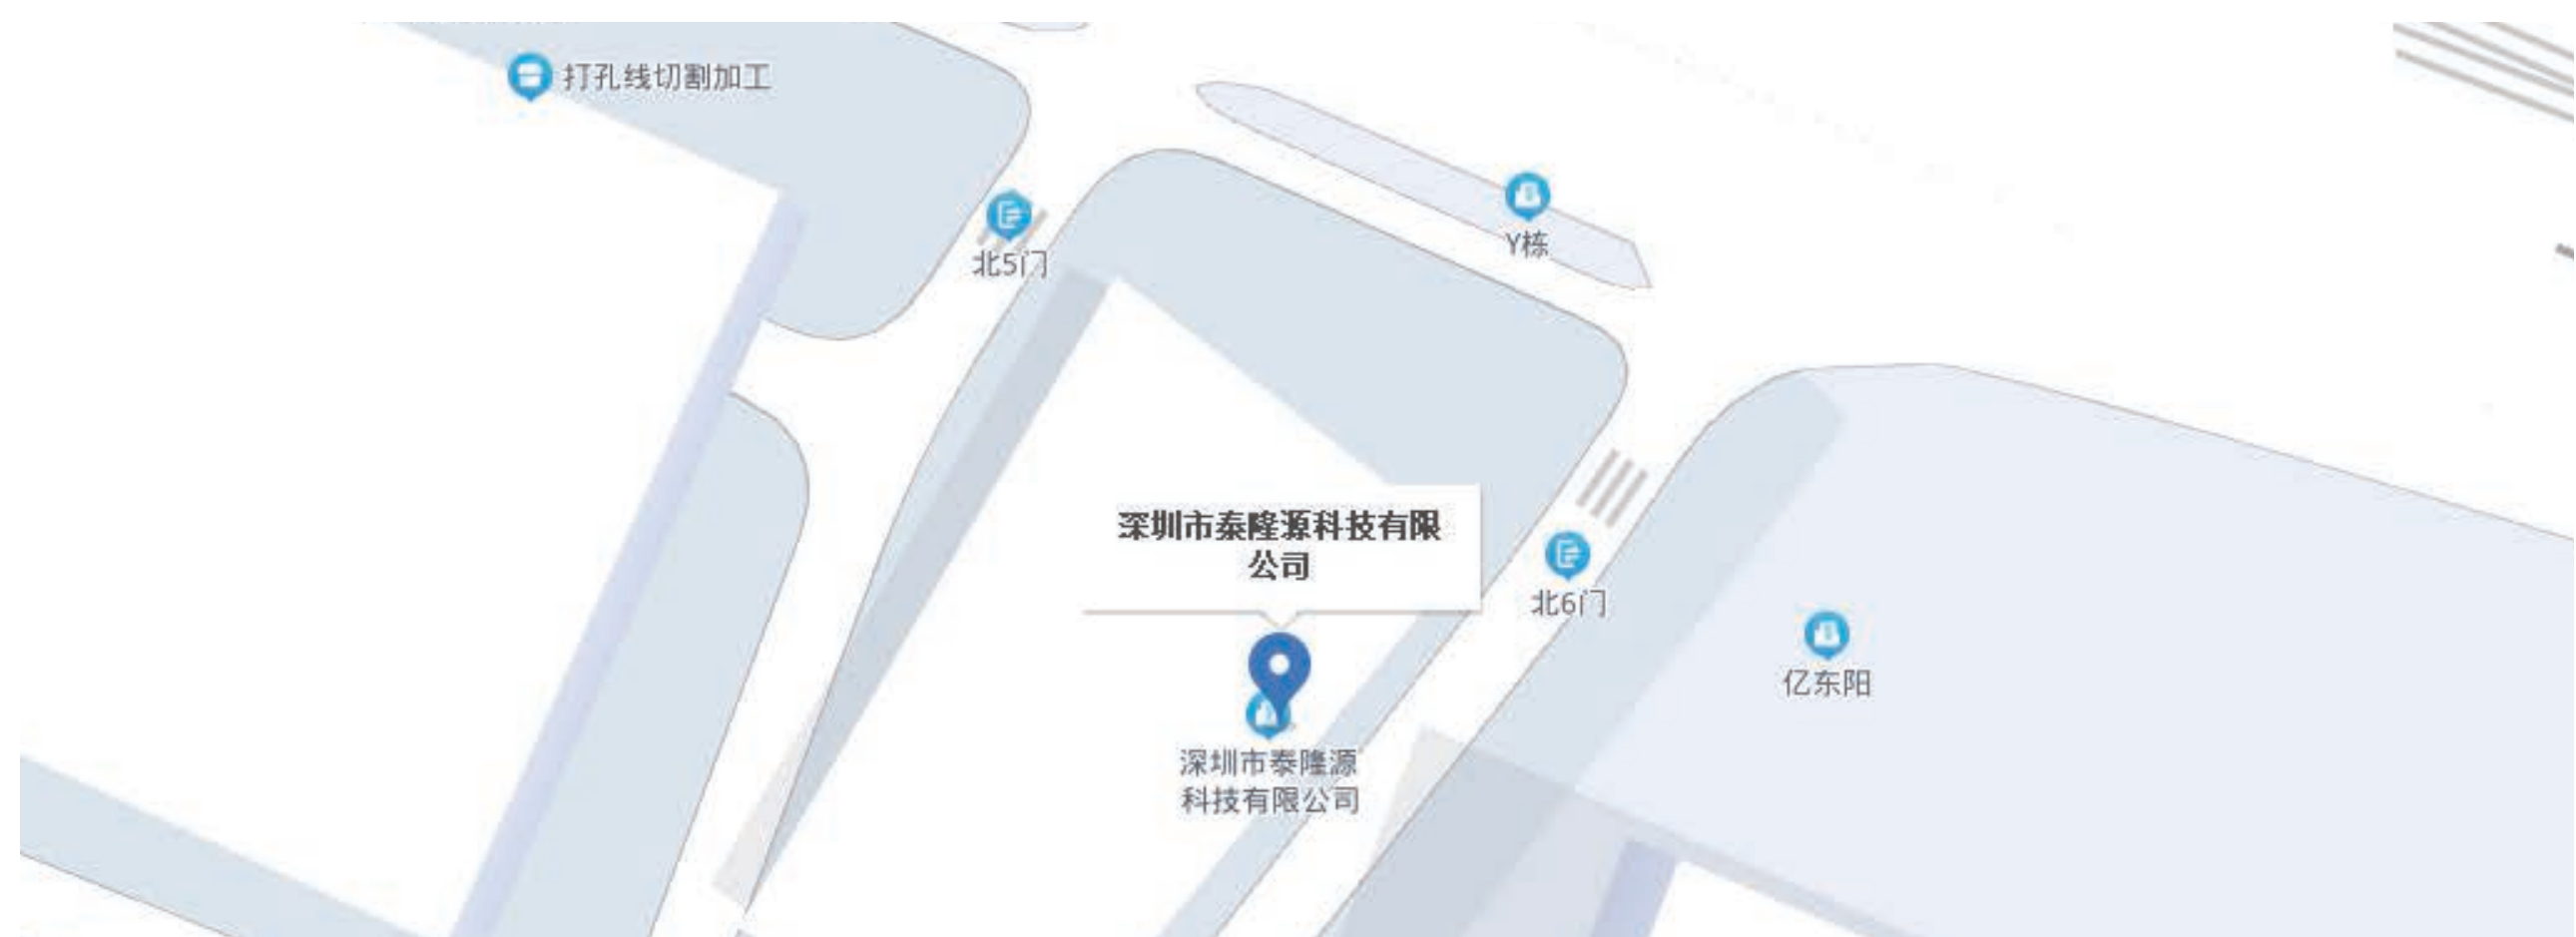 打孔线切割加工
Y栋
北5门
深圳市泰隆源科技有限
公司
北6门
亿东阳
深圳市泰隆源
科技有限公司